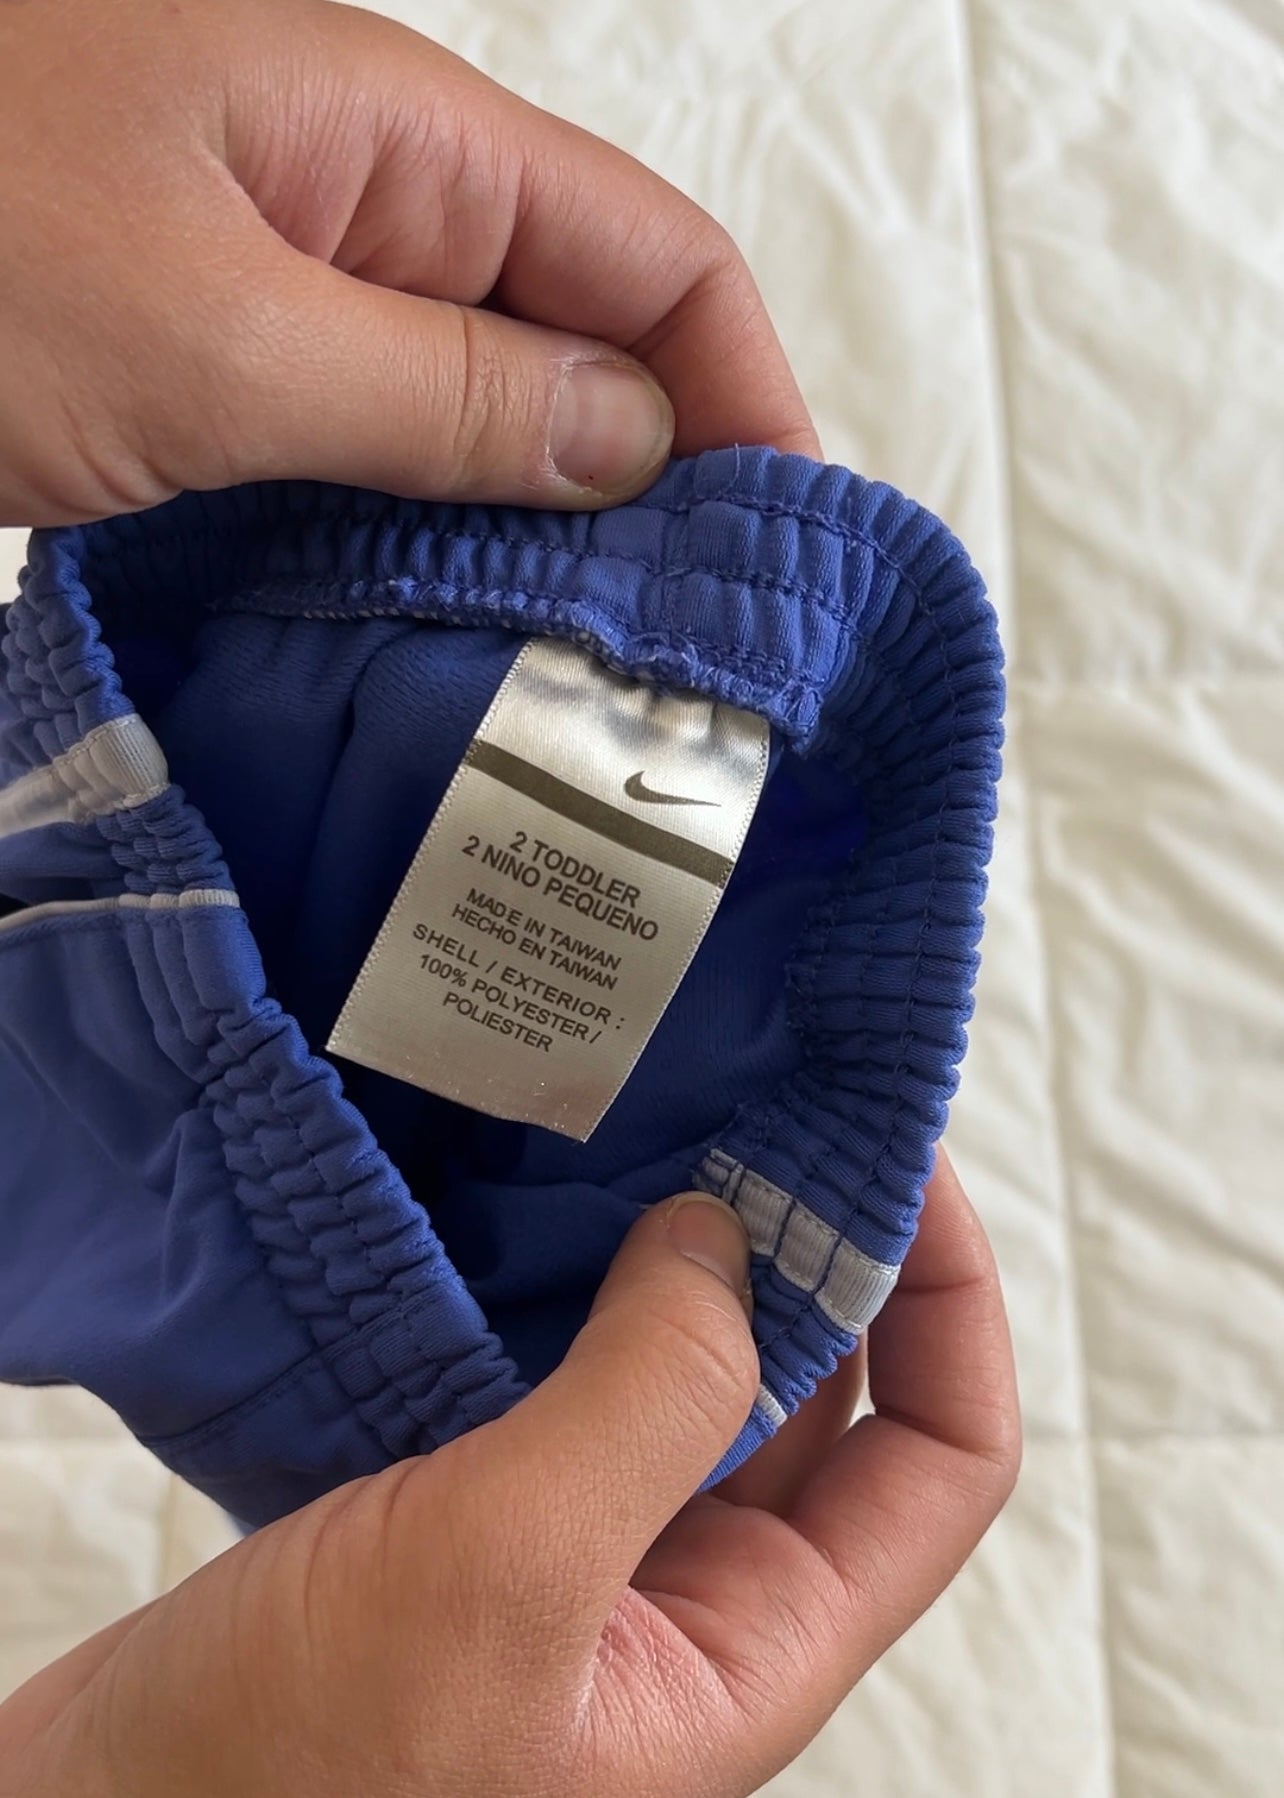 2 TODDLER
2 NINO PEQUENO
MADE IN TAIWAN
HECHO EN TAIWAN
SHELL / EXTERIOR :
100% POLYESTER /
POLIESTER